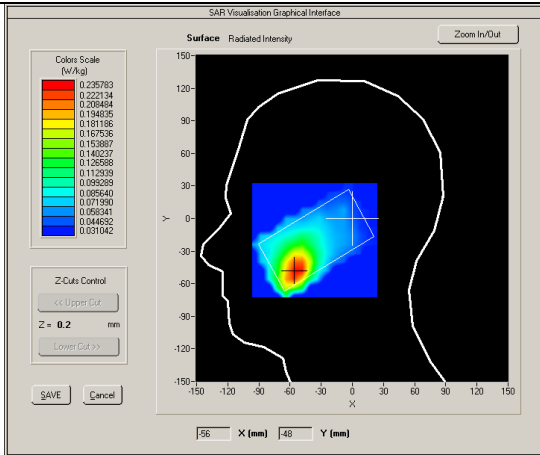 SAR Visualisation Graphical Interface
Surface Radiated Intensity
Zoom In/Out
Colors Scale
(W/kg)
0.235783
0.222134
0.208484
0.194835
0.181186
0.167536
0.153887
0.140237
0.126588
0.112939
0.099289
0.085640
0.071990
0.058341
0.044692
0.031042
Z-Cuts Control
<< Upper Cut
Z = 0.2 mm
Lower Cut >>
SAVE
Cancel
150
120
90
60
30
0
-30
-60
-90
-120
-150
Y
-150 -120 -90 -60 -30 0 30 60 90 120 150
X
-56 X (mm) -48 Y (mm)